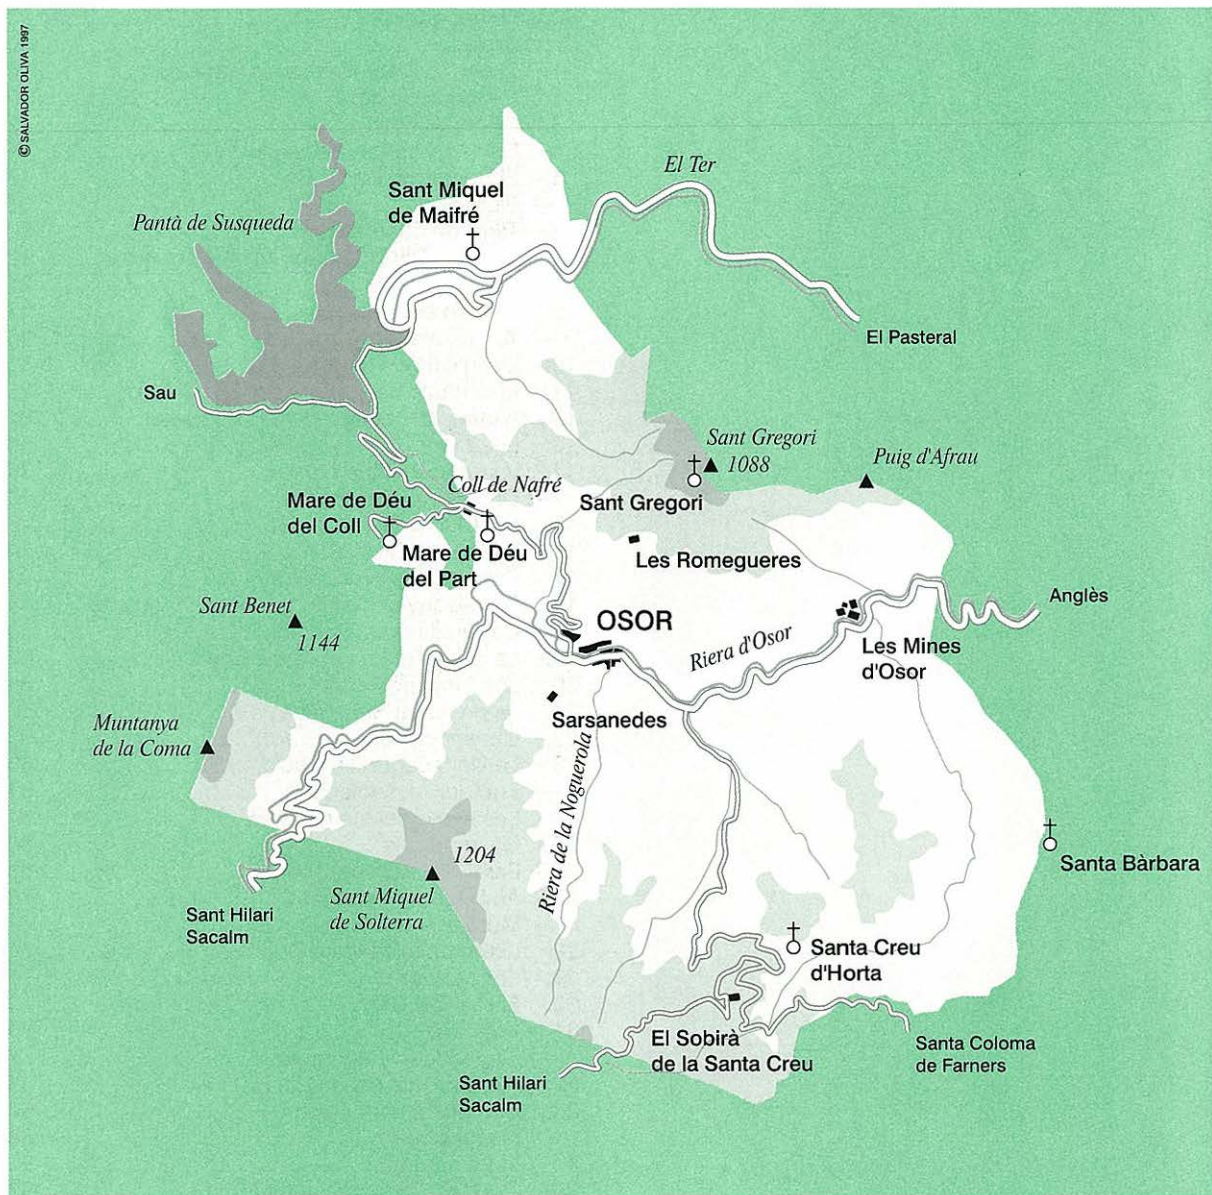 © SALVADOR OLIVA 1997
El Ter
Sant Miquel
de Maifré
Pantà de Susqueda
El Pasteral
Sau
Sant Gregori
1088
Puig d'Afrau
Coll de Nafré
Mare de Déu
del Coll
Sant Gregori
Mare de Déu
del Part
Les Romegueres
Sant Benet
1144
Anglès
OSOR
Riera d'Osor
Les Mines
d'Osor
Sarsanedes
Muntanya
de la Coma
Riera de la Noguerola
1204
Sant Miquel
de Solterra
Santa Bàrbara
Sant Hilari
Sacalm
Santa Creu
d'Horta
El Sobirà
de la Santa Creu
Santa Coloma
de Farners
Sant Hilari
Sacalm